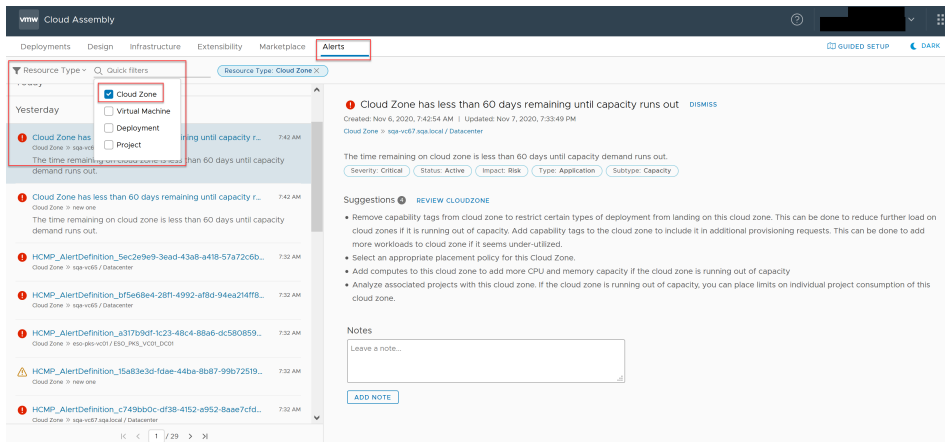 vmw Cloud Assembly
Deployments Design Infrastructure Extensibility Marketplace Alerts
GUIDED SETUP DARK
Resource Type Quick filters Resource Type: Cloud Zone ×
Today
Cloud Zone
Virtual Machine
Deployment
Project
Yesterday
Cloud Zone has ining until capacity r... 7:42 AM
Cloud Zone » sqa-vc6
The time remaining on cloud zone is less than 60 days until capacity
demand runs out.
Cloud Zone has less than 60 days remaining until capacity r... 7:42 AM
Cloud Zone » new one
The time remaining on cloud zone is less than 60 days until capacity
demand runs out.
HCMP_AlertDefinition_5ec2e9e9-3ead-43a8-a418-57a72c6b... 7:32 AM
Cloud Zone » sqa-vc65 / Datacenter
HCMP_AlertDefinition_bf5e68e4-28f1-4992-af8d-94ea214ff8... 7:32 AM
Cloud Zone » sqa-vc65 / Datacenter
HCMP_AlertDefinition_a317b9df-1c23-48c4-88a6-dc580859... 7:32 AM
Cloud Zone » eso-pks-vc01 / ESO_PKS_VC01_DC01
HCMP_AlertDefinition_15a83e3d-fdae-44ba-8b87-99b72519... 7:32 AM
Cloud Zone » new one
HCMP_AlertDefinition_c749bb0c-df38-4152-a952-8aae7cfd... 7:32 AM
Cloud Zone » sqa-vc67.sqa.local / Datacenter
1 / 29
Cloud Zone has less than 60 days remaining until capacity runs out DISMISS
Created: Nov 6, 2020, 7:42:54 AM | Updated: Nov 7, 2020, 7:33:49 PM
Cloud Zone » sqa-vc67.sqa.local / Datacenter
The time remaining on cloud zone is less than 60 days until capacity demand runs out.
Severity: Critical Status: Active Impact: Risk Type: Application Subtype: Capacity
Suggestions 4 REVIEW CLOUDZONE
• Remove capability tags from cloud zone to restrict certain types of deployment from landing on this cloud zone. This can be done to reduce further load on
cloud zones if it is running out of capacity. Add capability tags to the cloud zone to include it in additional provisioning requests. This can be done to add
more workloads to cloud zone if it seems under-utilized.
• Select an appropriate placement policy for this Cloud Zone.
• Add computes to this cloud zone to add more CPU and memory capacity if the cloud zone is running out of capacity
• Analyze associated projects with this cloud zone. If the cloud zone is running out of capacity, you can place limits on individual project consumption of this
cloud zone.
Notes
Leave a note...
ADD NOTE